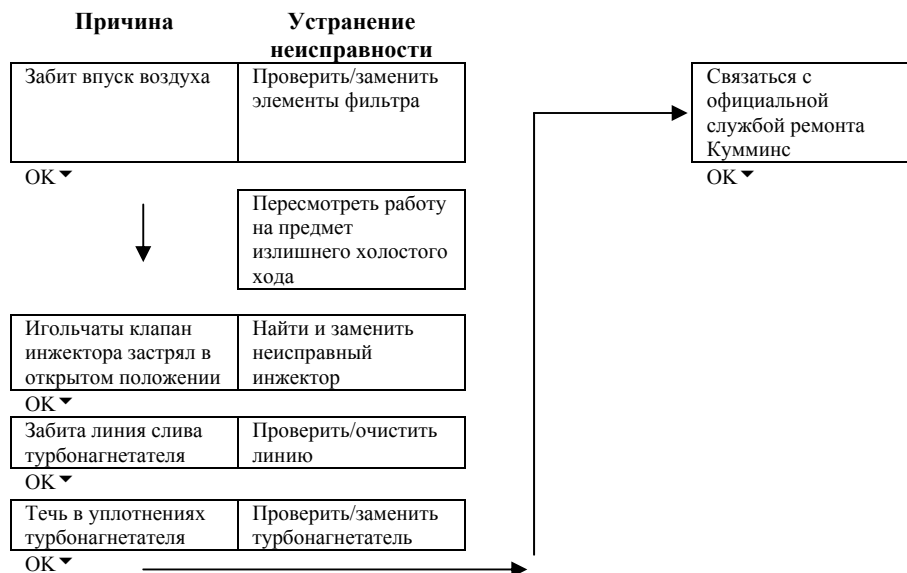 Причина
Устранение
неисправности
Забит впуск воздуха
Проверить/заменить
элементы фильтра
OK
Пересмотреть работу
на предмет
излишнего холостого
хода
Игольчаты клапан
инжектора застрял в
открытом положении
Найти и заменить
неисправный
инжектор
OK
Забита линия слива
турбонагнетателя
Проверить/очистить
линию
OK
Течь в уплотнениях
турбонагнетателя
Проверить/заменить
турбонагнетатель
OK
Связаться с
официальной
службой ремонта
Кумминс
OK